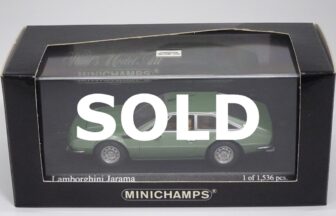 MINICHAMPS
SOLD
Lamborghini Jarama
1 of 1,536 pcs.
MINICHAMPS